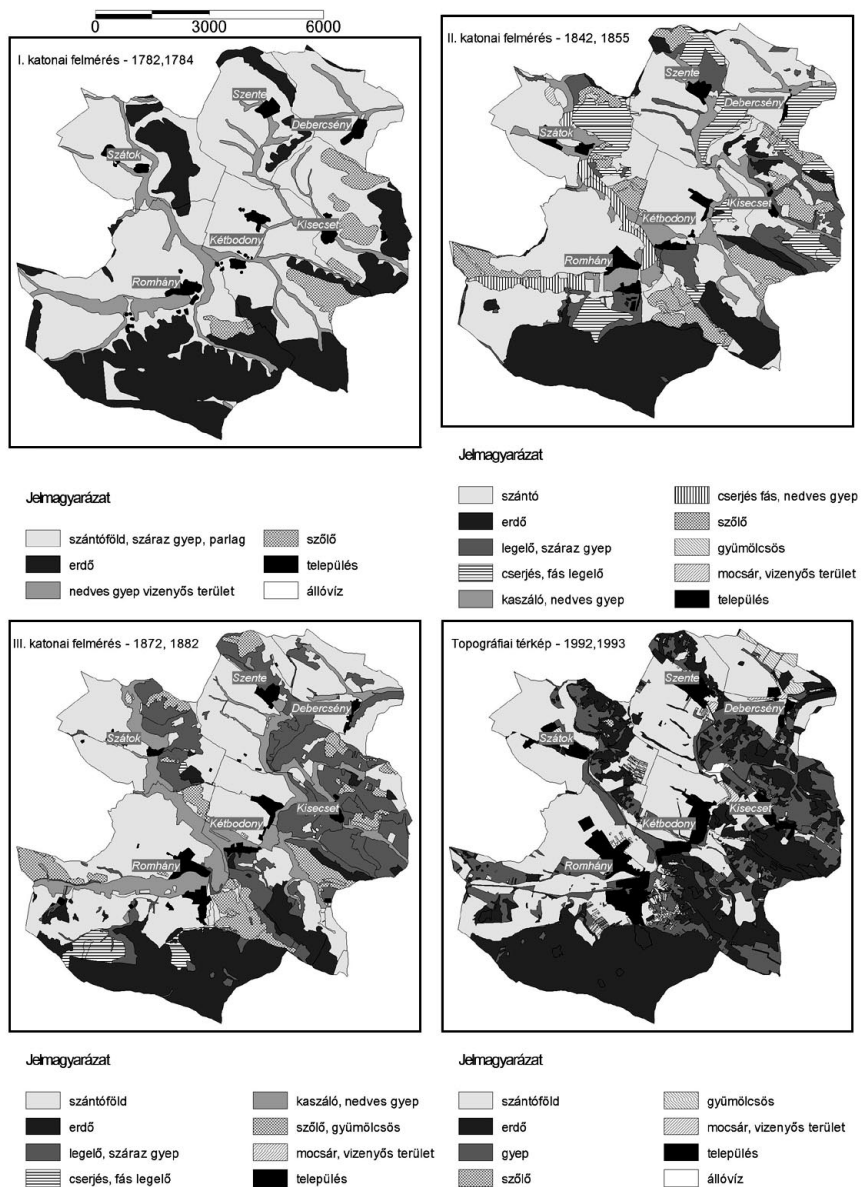 0 3000 6000
I. katonai felmérés - 1782,1784
Szente
Debercsény
Szátok
Kisecset
Kétbodony
Romhány
II. katonai felmérés - 1842, 1855
Szente
Debercsény
Szátok
Kisecset
Kétbodony
Romhány
Jelmagyarázat
szántóföld, száraz gyep, parlag
erdő
nedves gyep vizenyős terület
szőlő
település
állóvíz
Jelmagyarázat
szántó
erdő
legelő, száraz gyep
cserjés, fás legelő
kaszáló, nedves gyep
cserjés fás, nedves gyep
szőlő
gyümölcsös
mocsár, vizenyős terület
település
III. katonai felmérés - 1872, 1882
Szente
Debercsény
Szátok
Kisecset
Kétbodony
Romhány
Topográfiai térkép - 1992,1993
Szente
Debercsény
Szátok
Kisecset
Kétbodony
Romhány
Jelmagyarázat
szántóföld
erdő
legelő, száraz gyep
cserjés, fás legelő
kaszáló, nedves gyep
szőlő, gyümölcsös
mocsár, vizenyős terület
település
Jelmagyarázat
szántóföld
erdő
gyep
szőlő
gyümölcsös
mocsár, vizenyős terület
település
állóvíz